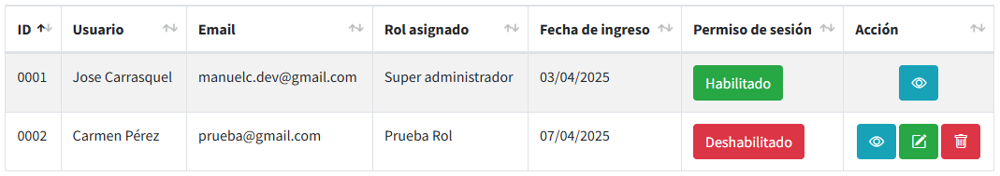 ID Usuario Email Rol asignado Fecha de ingreso Permiso de sesión Acción
0001 Jose Carrasquel manuelc.dev@gmail.com Super administrador 03/04/2025 Habilitado
0002 Carmen Pérez prueba@gmail.com Prueba Rol 07/04/2025 Deshabilitado